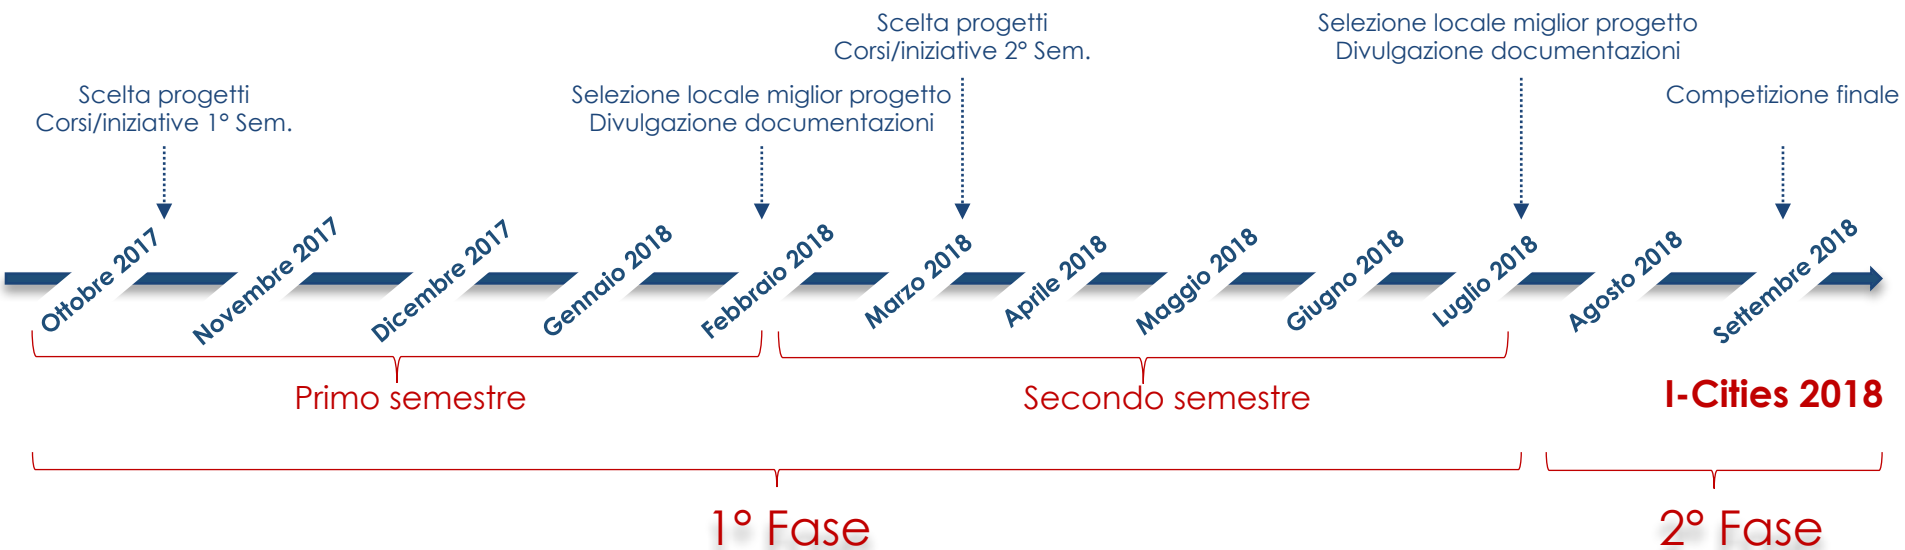 Scelta progetti
Corsi/iniziative 1° Sem.
Selezione locale miglior progetto
Divulgazione documentazioni
Scelta progetti
Corsi/iniziative 2° Sem.
Selezione locale miglior progetto
Divulgazione documentazioni
Competizione finale
Ottobre 2017
Novembre 2017
Dicembre 2017
Gennaio 2018
Febbraio 2018
Marzo 2018
Aprile 2018
Maggio 2018
Giugno 2018
Luglio 2018
Agosto 2018
Settembre 2018
Primo semestre
Secondo semestre
I-Cities 2018
1° Fase
2° Fase